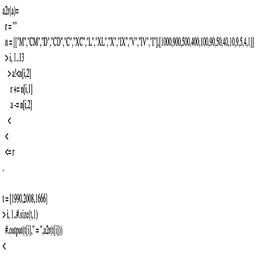 a2r(a)=
r = ""
n = [["M","CM","D","CD","C","XC","L","XL","X","IX","V","IV","I"],[1000,900,500,400,100,90,50,40,10,9,5,4,1]]
> i, 1..13
> a!<n[i,2]
r += n[i,1]
a -= n[i,2]
<
<
<= r
.
t = [1990,2008,1666]
> i, 1..#.size(t,1)
#.output(t[i]," = ",a2r(t[i]))
<